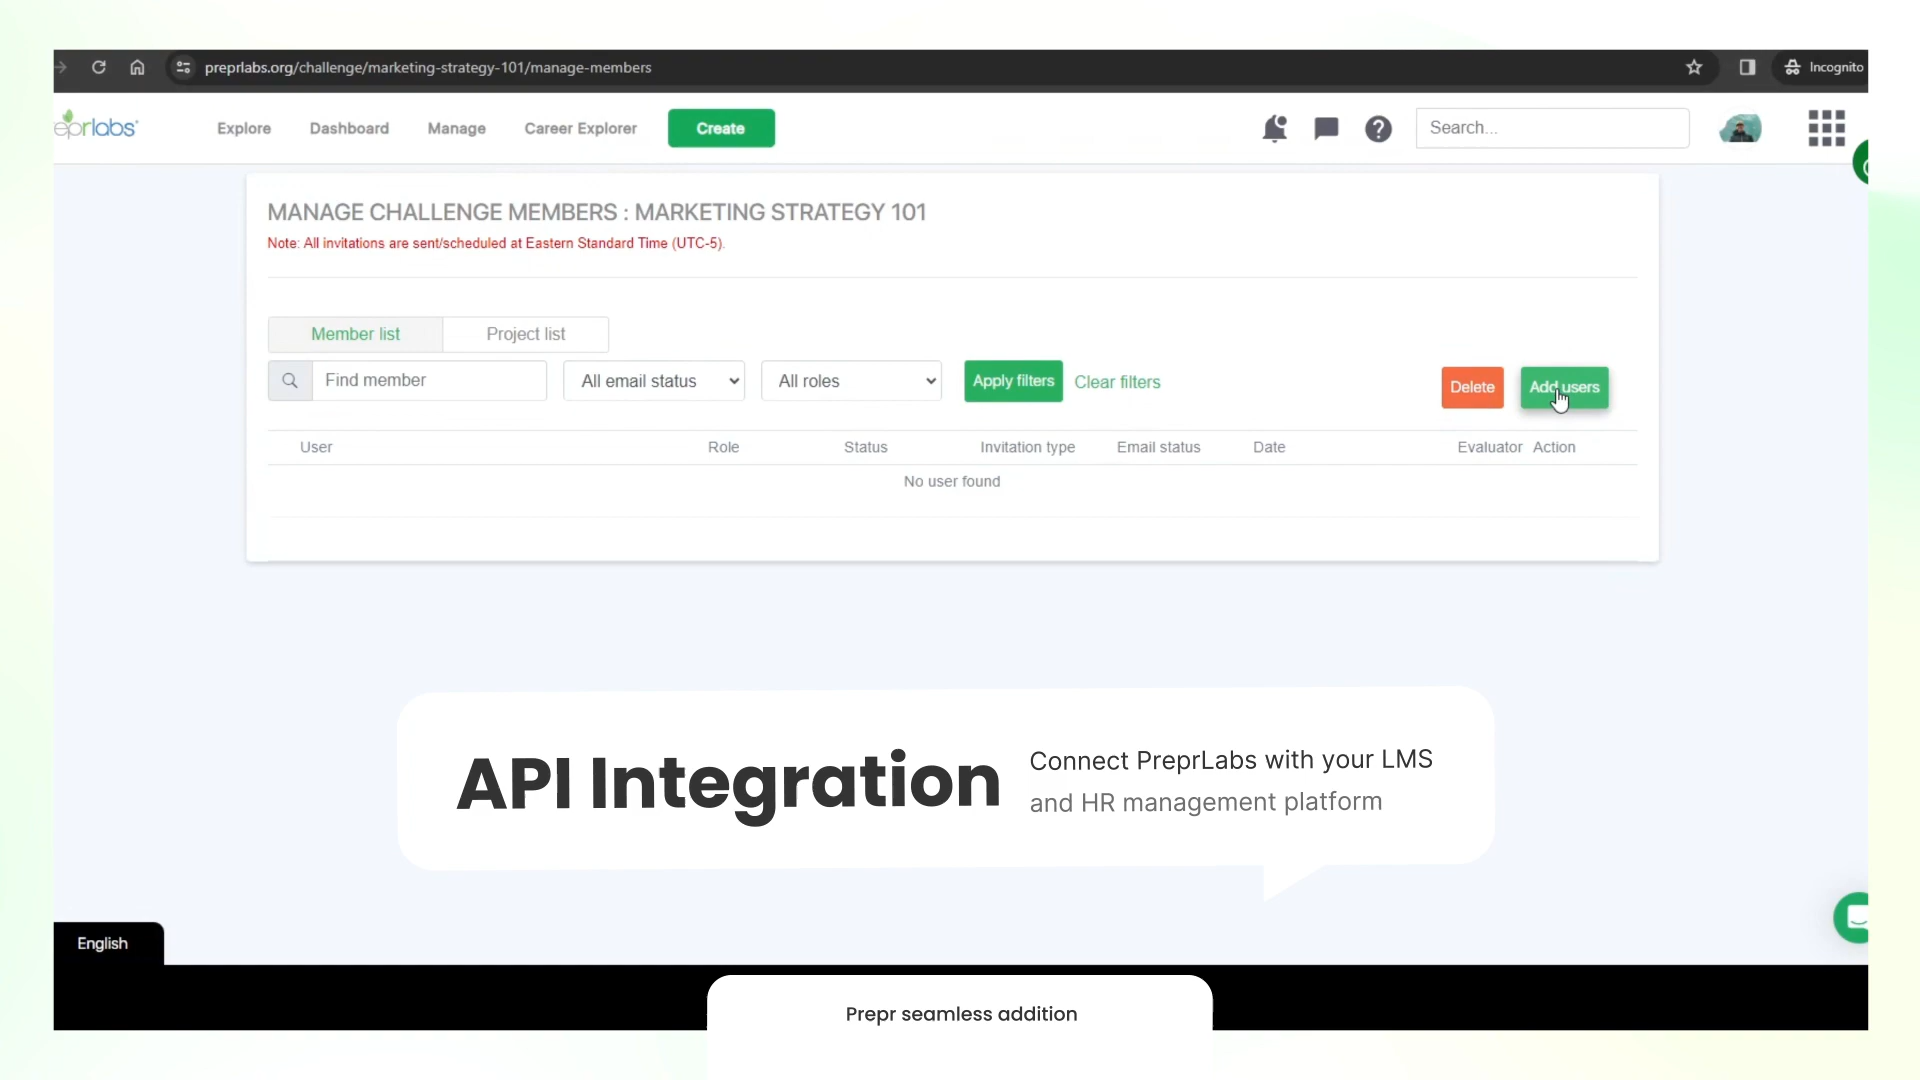 preprlabs.org/challenge/marketing-strategy-101/manage-members
Incognito
eprlabs
Explore
Dashboard
Manage
Career Explorer
Create
Search...
MANAGE CHALLENGE MEMBERS : MARKETING STRATEGY 101
Note: All invitations are sent/scheduled at Eastern Standard Time (UTC-5).
Member list
Project list
Find member
All email status
All roles
Apply filters
Clear filters
Delete
Add users
User
Role
Status
Invitation type
Email status
Date
Evaluator
Action
No user found
API Integration
Connect PreprLabs with your LMS
and HR management platform
English
Prepr seamless addition